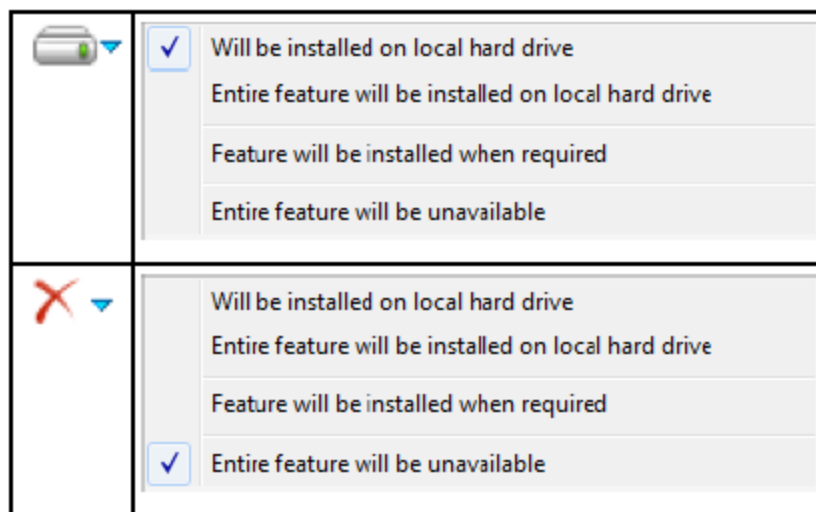 Will be installed on local hard drive
Entire feature will be installed on local hard drive
Feature will be installed when required
Entire feature will be unavailable
Will be installed on local hard drive
Entire feature will be installed on local hard drive
Feature will be installed when required
Entire feature will be unavailable